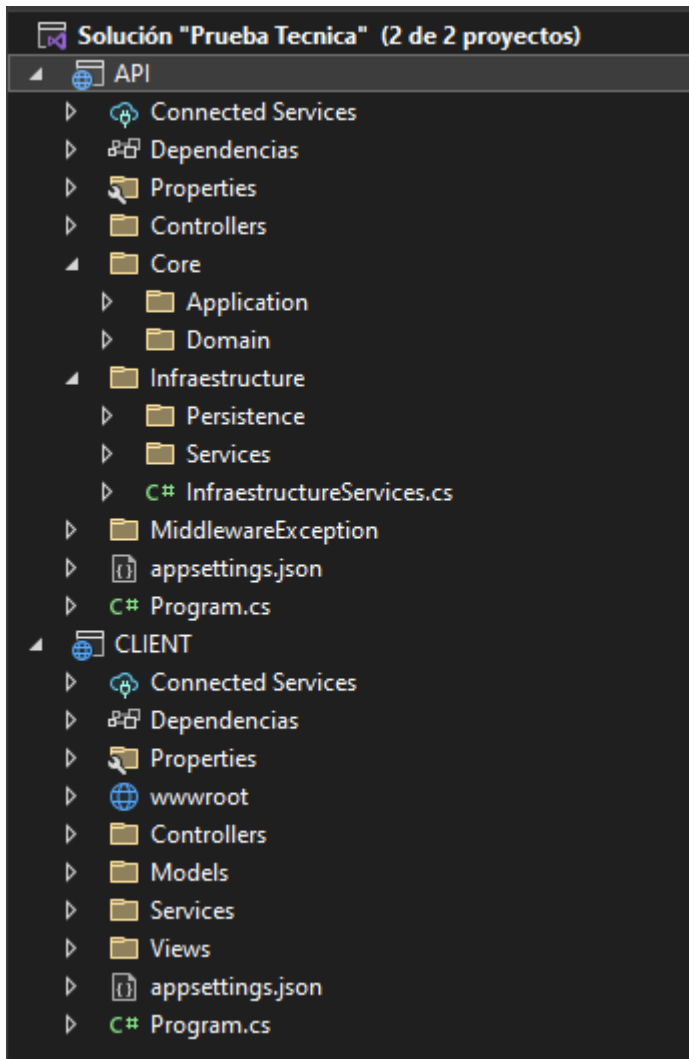 Solución "Prueba Tecnica" (2 de 2 proyectos)
API
Connected Services
Dependencias
Properties
Controllers
Core
Application
Domain
Infraestructure
Persistence
Services
C# InfraestructureServices.cs
MiddlewareException
appsettings.json
C# Program.cs
CLIENT
Connected Services
Dependencias
Properties
wwwroot
Controllers
Models
Services
Views
appsettings.json
C# Program.cs